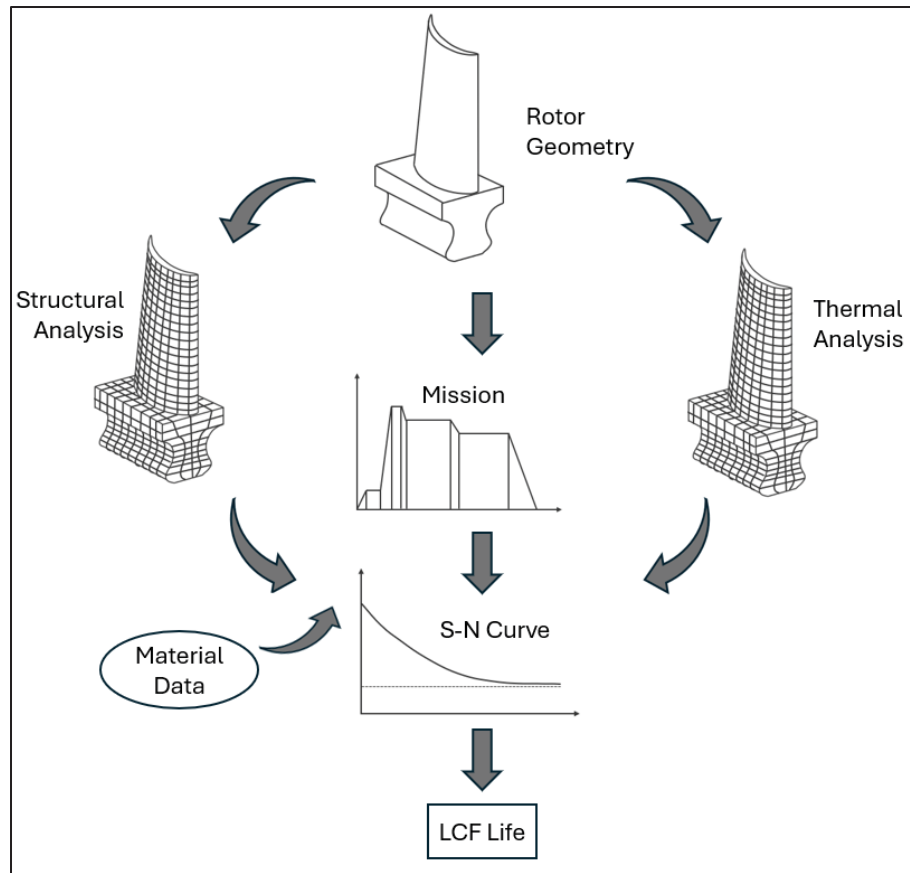 Rotor
Geometry
Structural
Analysis
Thermal
Analysis
Mission
S-N Curve
Material
Data
LCF Life